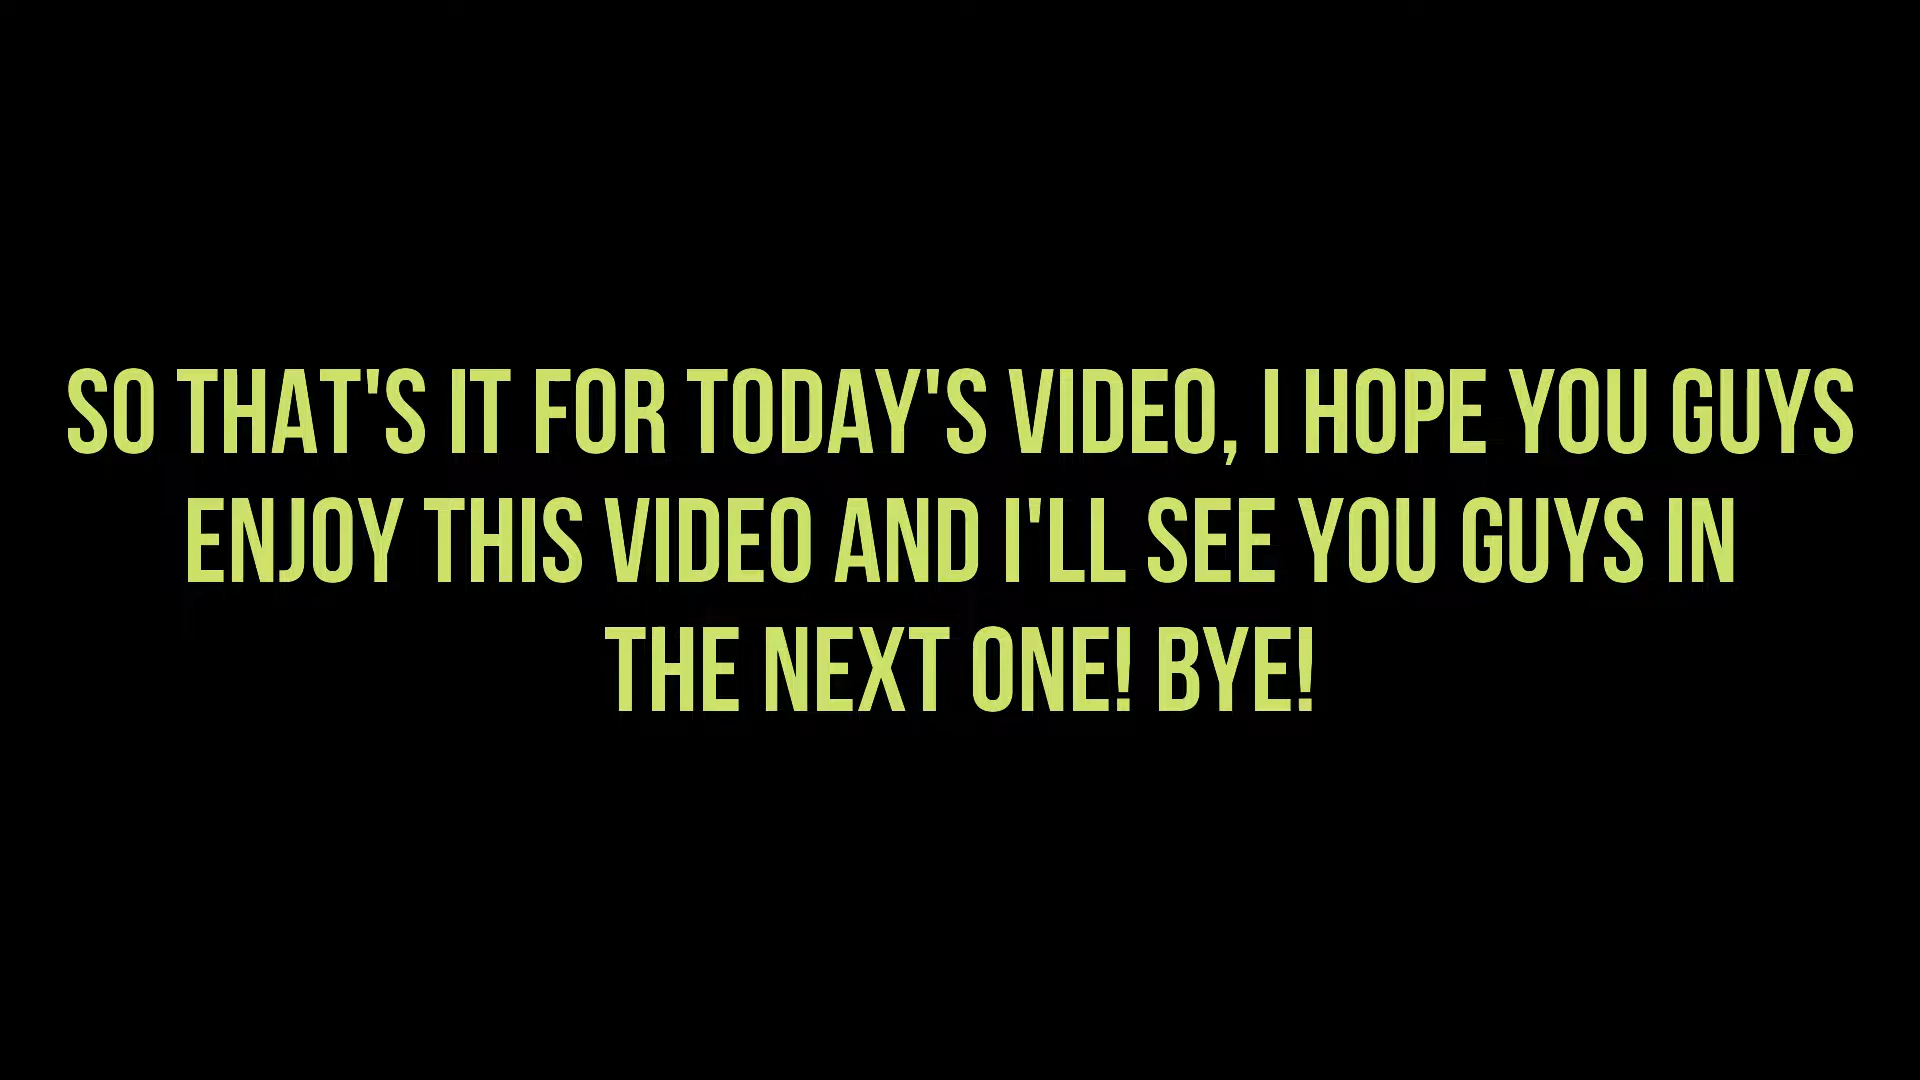 SO THAT'S IT FOR TODAY'S VIDEO, I HOPE YOU GUYS
ENJOY THIS VIDEO AND I'LL SEE YOU GUYS IN
THE NEXT ONE! BYE!